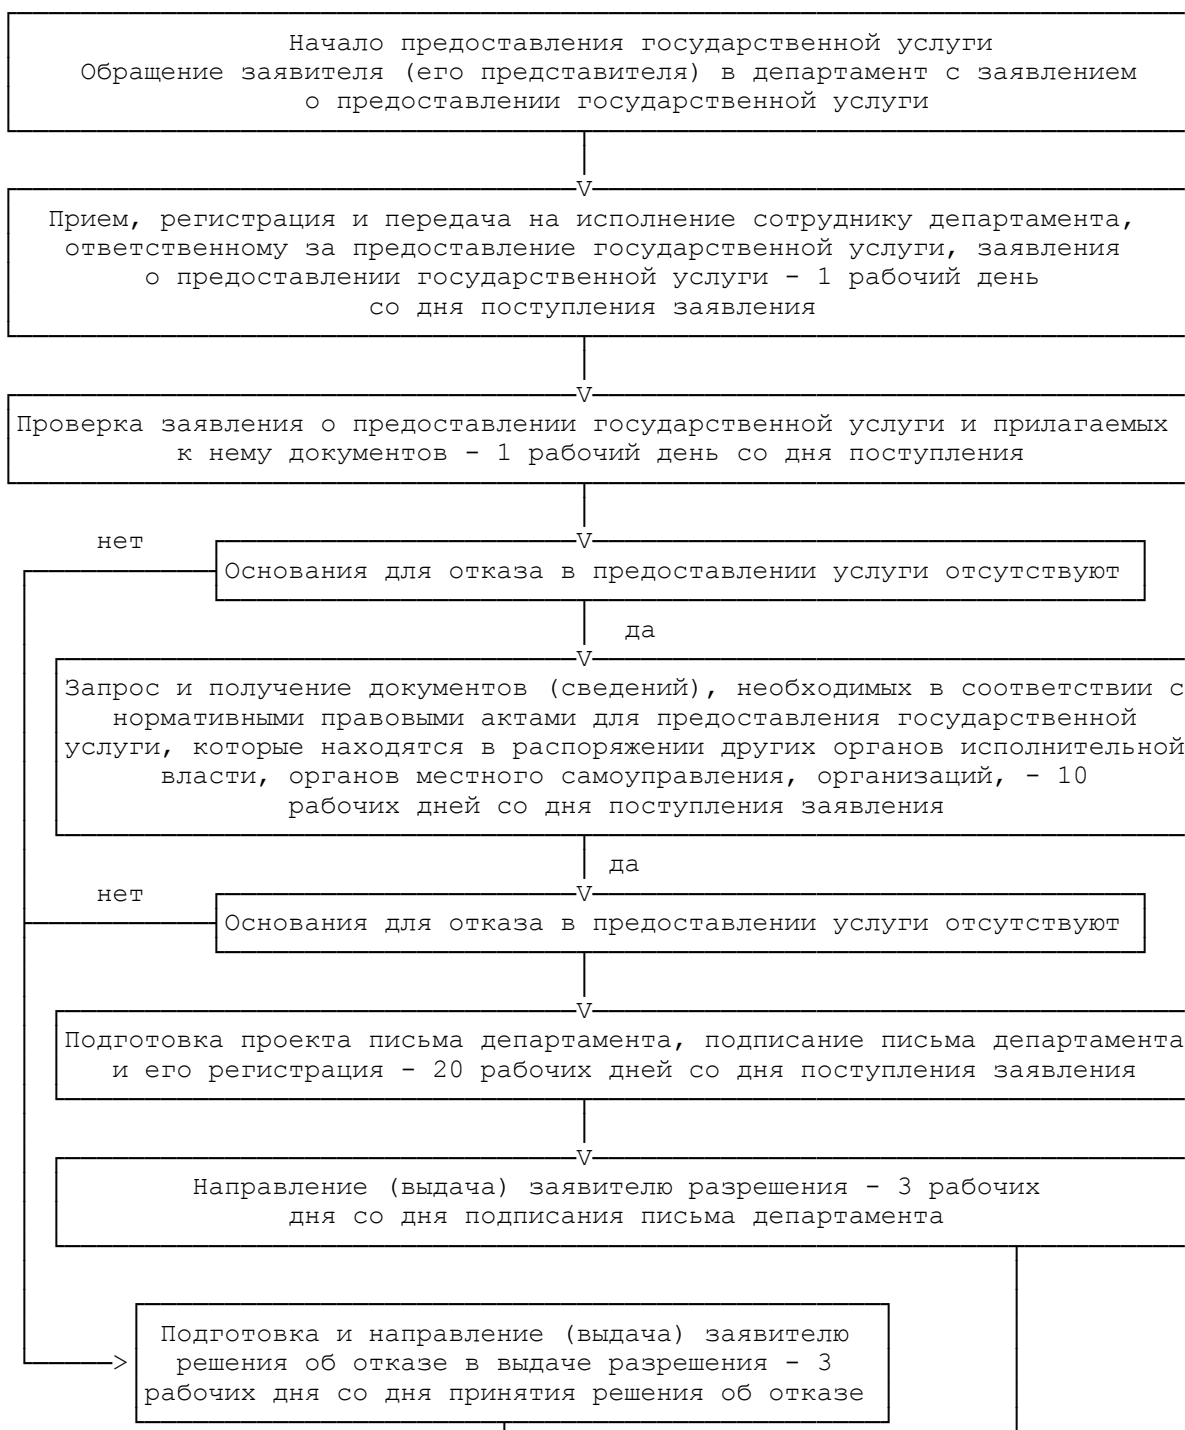 Начало предоставления государственной услуги
Обращение заявителя (его представителя) в департамент с заявлением
о предоставлении государственной услуги
V
Прием, регистрация и передача на исполнение сотруднику департамента,
ответственному за предоставление государственной услуги, заявления
о предоставлении государственной услуги - 1 рабочий день
со дня поступления заявления
V
Проверка заявления о предоставлении государственной услуги и прилагаемых
к нему документов - 1 рабочий день со дня поступления
нет
V
Основания для отказа в предоставлении услуги отсутствуют
да
V
Запрос и получение документов (сведений), необходимых в соответствии с
нормативными правовыми актами для предоставления государственной
услуги, которые находятся в распоряжении других органов исполнительной
власти, органов местного самоуправления, организаций, - 10
рабочих дней со дня поступления заявления
да
нет
V
Основания для отказа в предоставлении услуги отсутствуют
V
Подготовка проекта письма департамента, подписание письма департамента
и его регистрация - 20 рабочих дней со дня поступления заявления
V
Направление (выдача) заявителю разрешения - 3 рабочих
дня со дня подписания письма департамента
Подготовка и направление (выдача) заявителю
> решения об отказе в выдаче разрешения - 3
рабочих дня со дня принятия решения об отказе